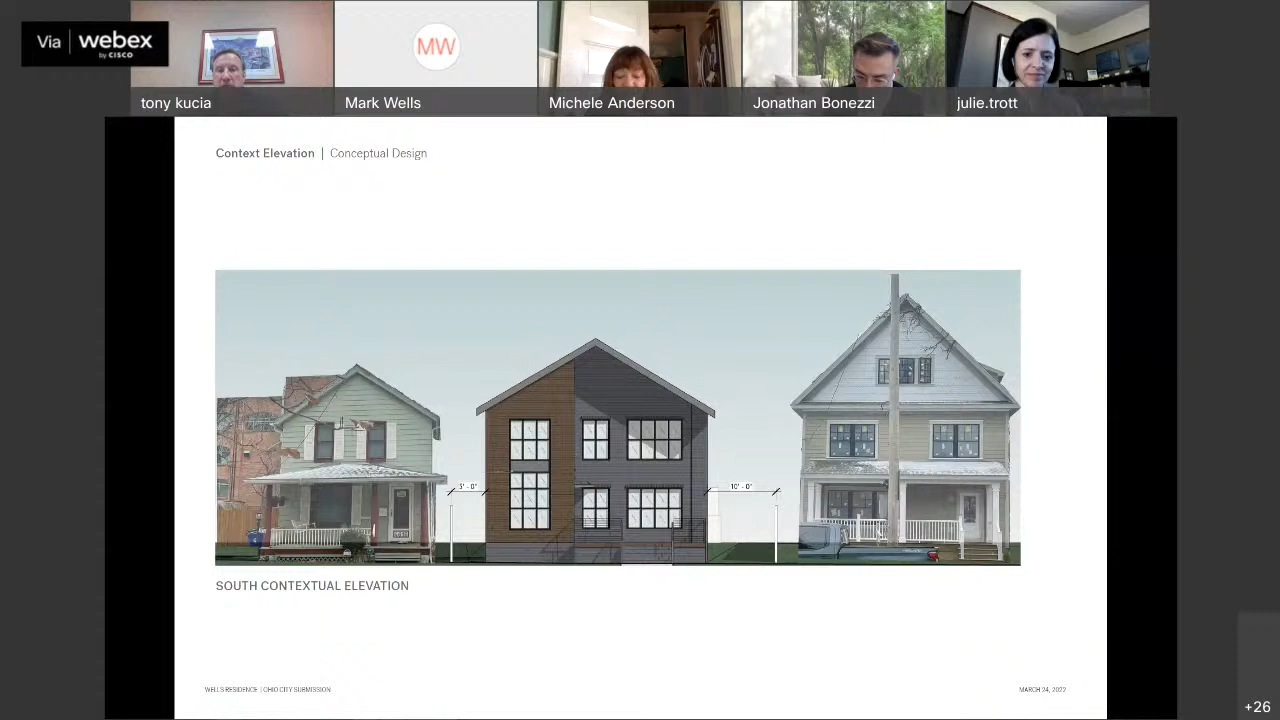 Via | webex
by CISCO
MW
tony kucia
Mark Wells
Michele Anderson
Jonathan Bonezzi
julie.trott
Context Elevation | Conceptual Design
5' - 0"
10' - 0"
SOUTH CONTEXTUAL ELEVATION
WELLS RESIDENCE | OHIO CITY SUBMISSION
MARCH 24, 2022
+26